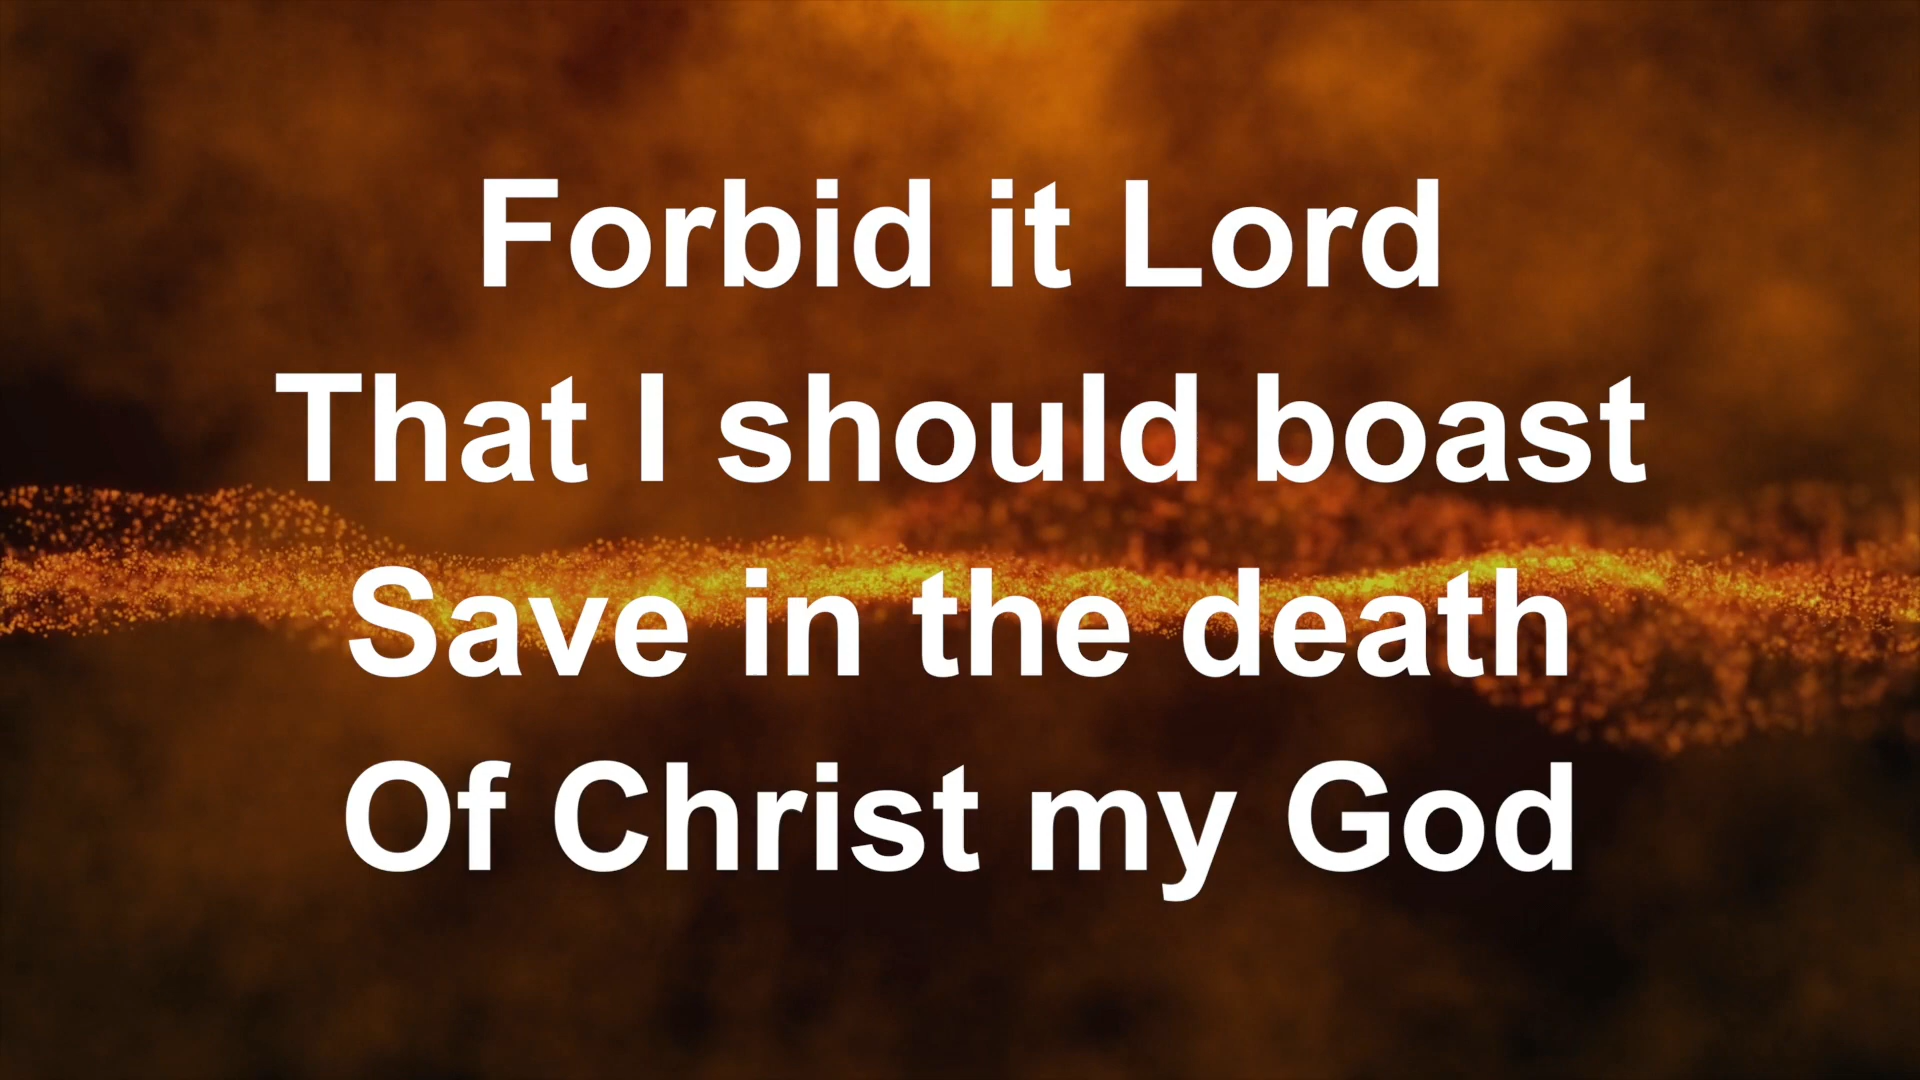 Forbid it Lord
That I should boast
Save in the death
Of Christ my God